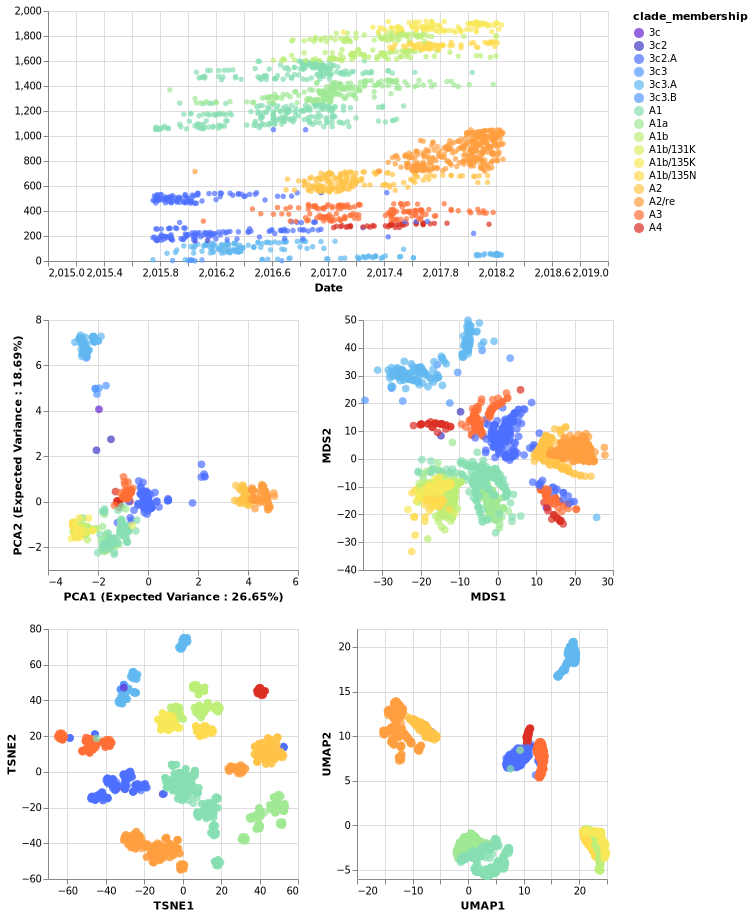 clade_membership
3c
3c2
3c2.A
3c3
3c3.A
3c3.B
A1
A1a
A1b
A1b/131K
A1b/135K
A1b/135N
A2
A2/re
A3
A4
2,000
1,800
1,600
1,400
1,200
1,000
800
600
400
200
0
2,015.0 2,015.4 2,015.8 2,016.2 2,016.6 2,017.0 2,017.4 2,017.8 2,018.2 2,018.6 2,019.0
Date
8
6
4
2
0
−2
−4 −2 0 2 4 6
PCA1 (Expected Variance : 26.65%)
PCA2 (Expected Variance : 18.69%)
50
40
30
20
10
0
−10
−20
−30
−40
−30 −20 −10 0 10 20 30
MDS1
MDS2
80
60
40
20
0
−20
−40
−60
−60 −40 −20 0 20 40 60
TSNE1
TSNE2
20
15
10
5
0
−5
−20 −10 0 10 20
UMAP1
UMAP2